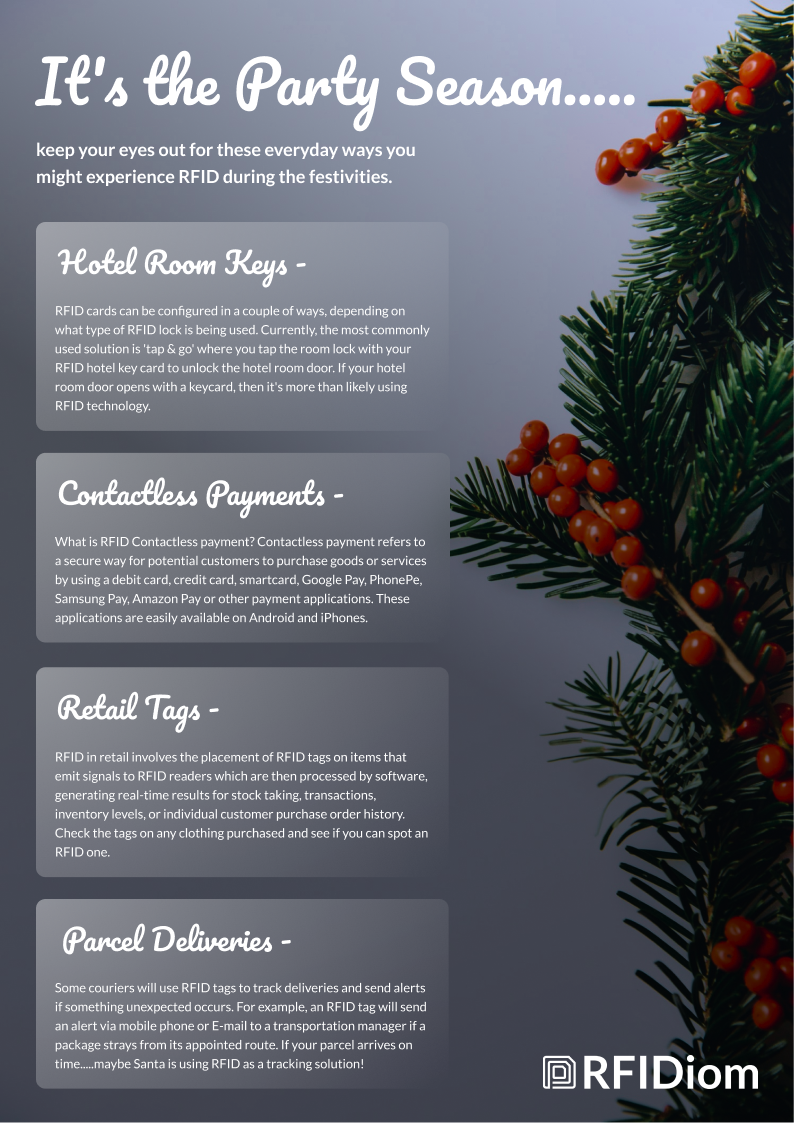 It's the Party Season.....
keep your eyes out for these everyday ways you
might experience RFID during the festivities.
Hotel Room Keys -
RFID cards can be configured in a couple of ways, depending on
what type of RFID lock is being used. Currently, the most commonly
used solution is 'tap & go' where you tap the room lock with your
RFID hotel key card to unlock the hotel room door. If your hotel
room door opens with a keycard, then it's more than likely using
RFID technology.
Contactless Payments -
What is RFID Contactless payment? Contactless payment refers to
a secure way for potential customers to purchase goods or services
by using a debit card, credit card, smartcard, Google Pay, PhonePe,
Samsung Pay, Amazon Pay or other payment applications. These
applications are easily available on Android and iPhones.
Retail Tags -
RFID in retail involves the placement of RFID tags on items that
emit signals to RFID readers which are then processed by software,
generating real-time results for stock taking, transactions,
inventory levels, or individual customer purchase order history.
Check the tags on any clothing purchased and see if you can spot an
RFID one.
Parcel Deliveries -
Some couriers will use RFID tags to track deliveries and send alerts
if something unexpected occurs. For example, an RFID tag will send
an alert via mobile phone or E-mail to a transportation manager if a
package strays from its appointed route. If your parcel arrives on
time.....maybe Santa is using RFID as a tracking solution!
RFIDiom